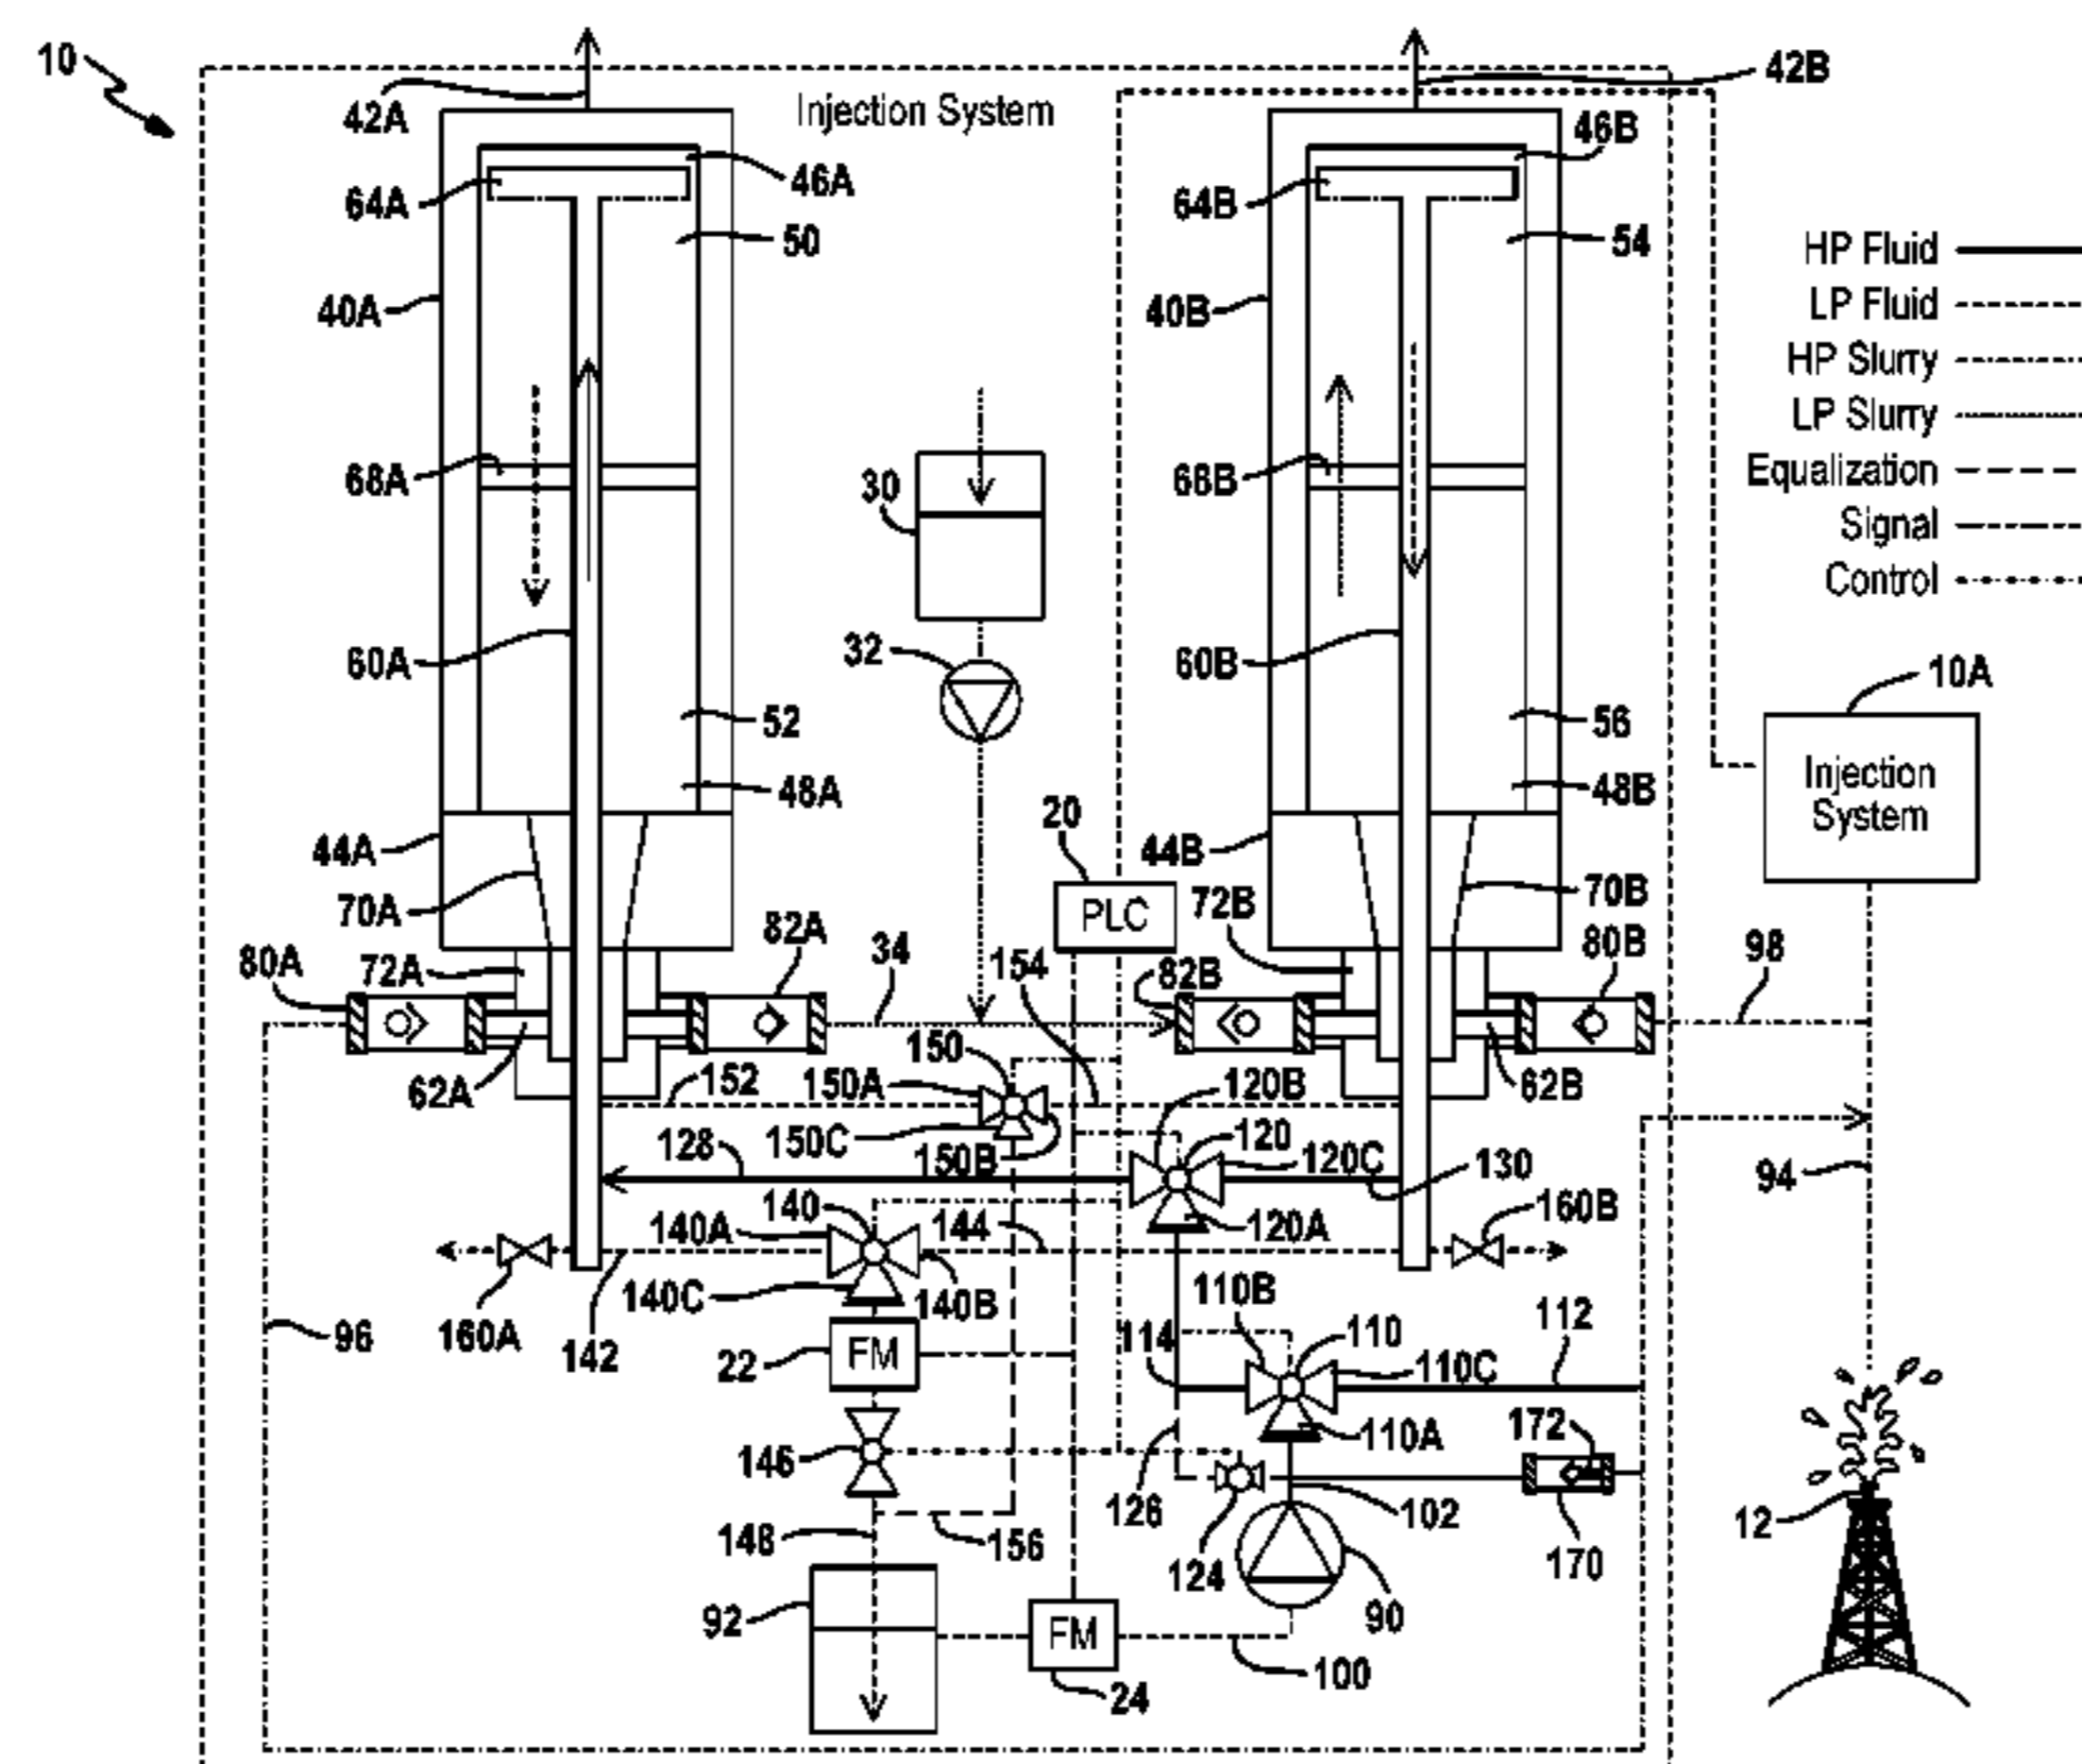 10
42A
Injection System
42B
46A
46B
64A
64B
50
54
HP Fluid
LP Fluid
HP Slurry
LP Slurry
Equalization
Signal
Control
40A
40B
68A
30
68B
32
60A
60B
10A
52
56
Injection
System
48A
48B
20
44A
44B
70A
PLC
72B
70B
82A
34
80A
72A
154
82B
80B
98
150
62A
152
150A
120B
62B
150C
150B
128
120
120C
130
94
140
140A
144
120A
160B
140C
140B
110B
112
96
160A
142
22
FM
114
110
110C
172
146
110A
126
102
148
156
124
170
12
92
FM
90
100
24